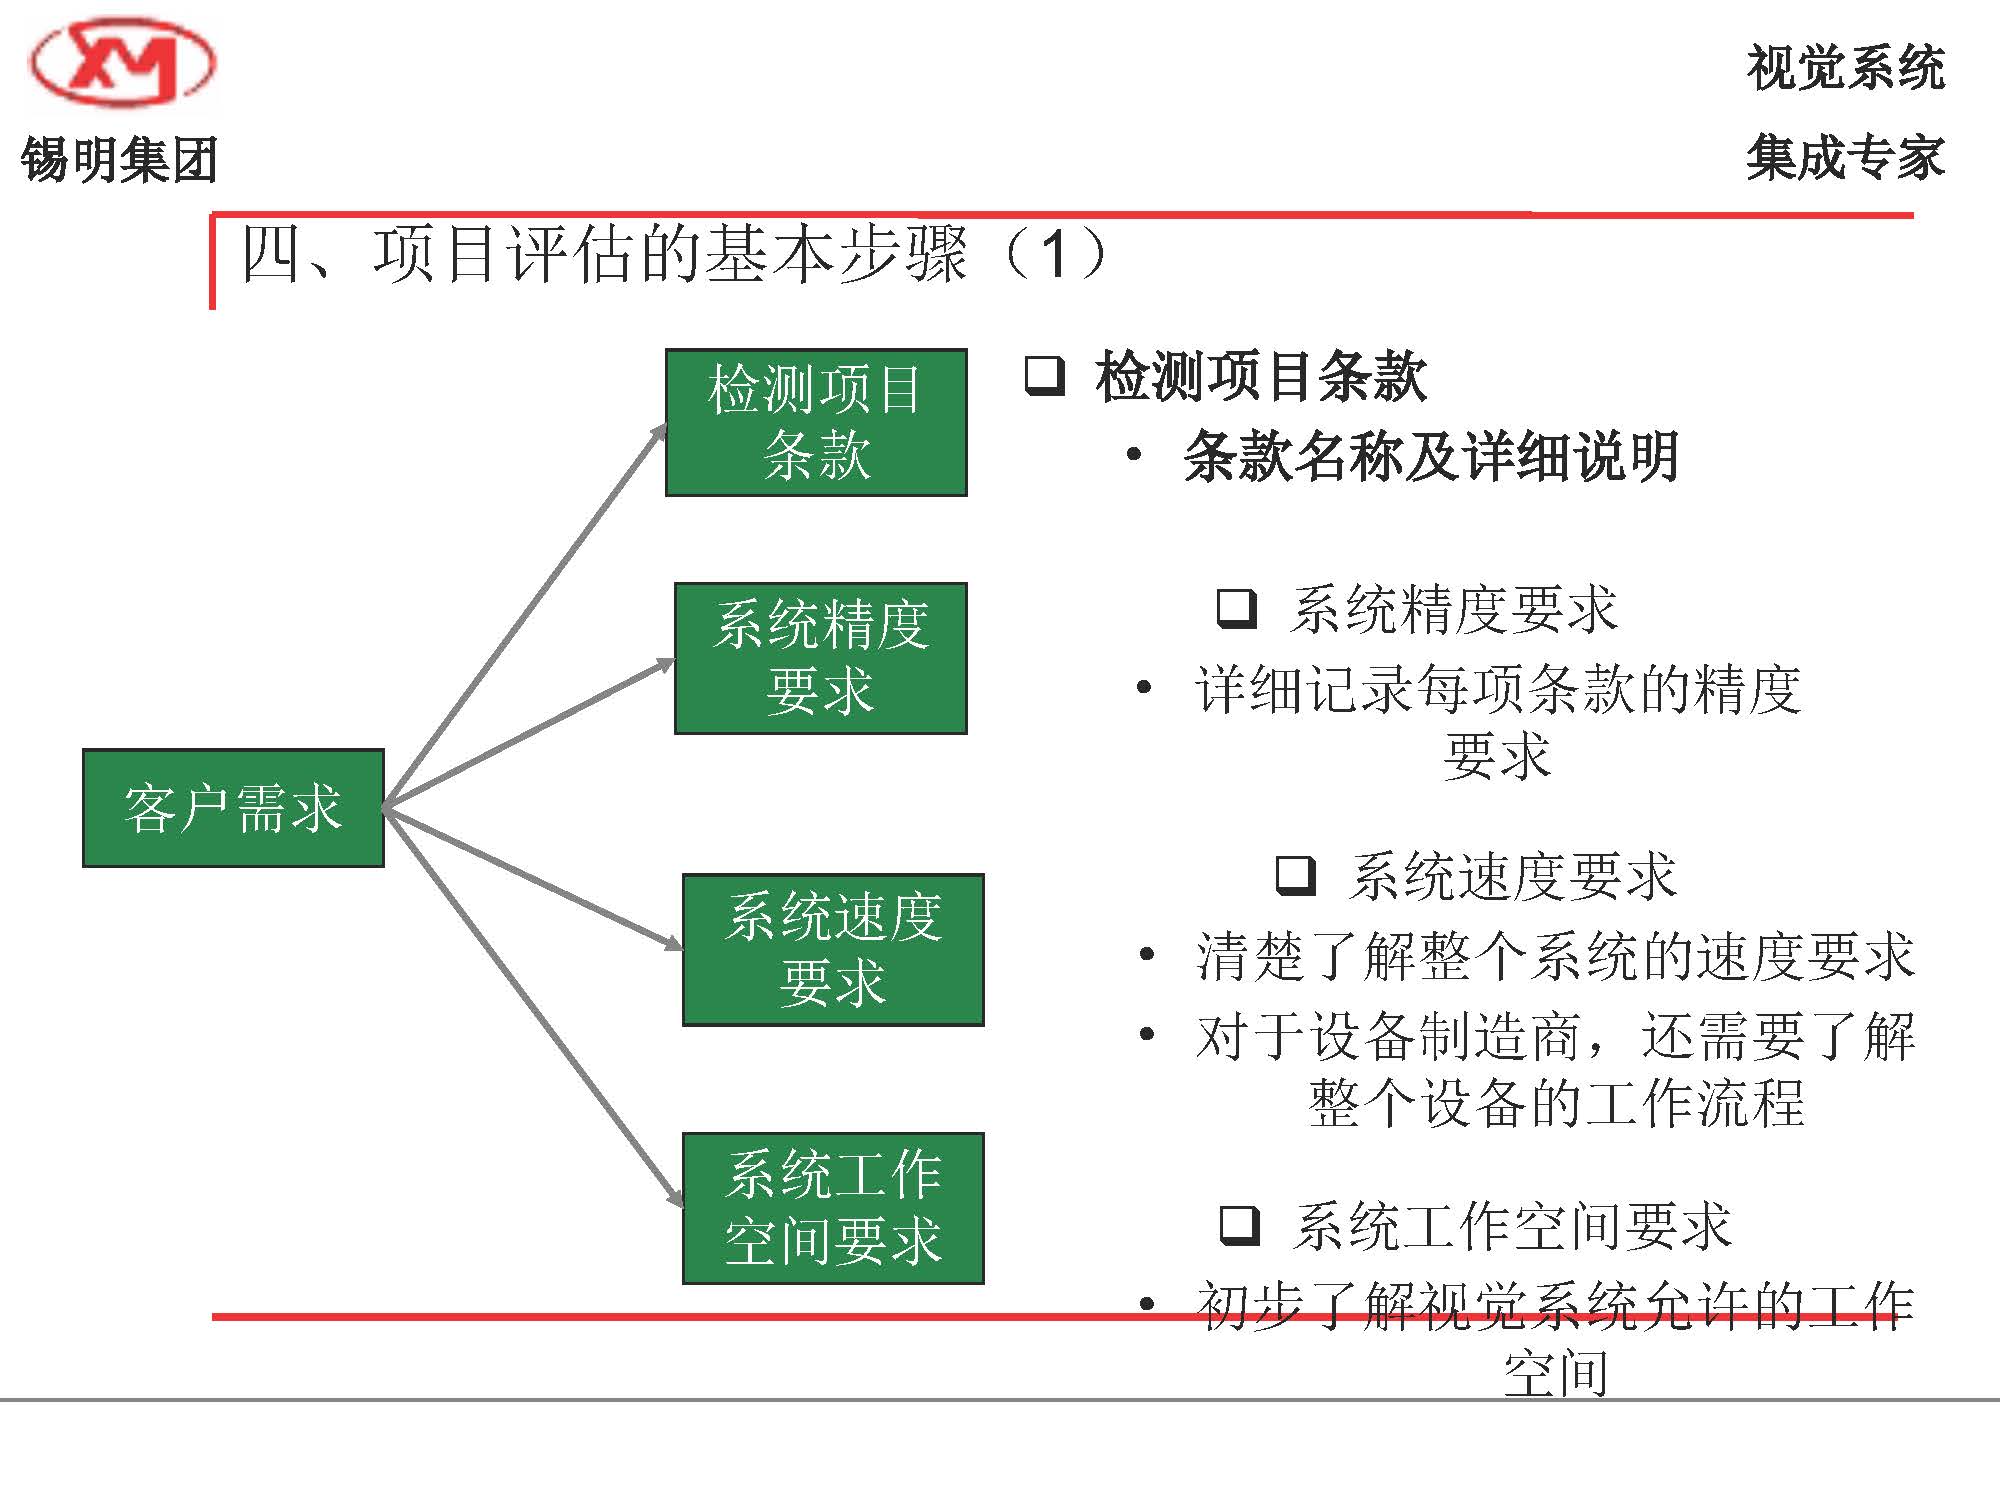 XM
锡明集团
视觉系统
集成专家
四、项目评估的基本步骤（1）
客户需求
检测项目
条款
系统精度
要求
系统速度
要求
系统工作
空间要求
❑ 检测项目条款
• 条款名称及详细说明
❑ 系统精度要求
• 详细记录每项条款的精度
要求
❑ 系统速度要求
• 清楚了解整个系统的速度要求
• 对于设备制造商，还需要了解
整个设备的工作流程
❑ 系统工作空间要求
• 初步了解视觉系统允许的工作
空间